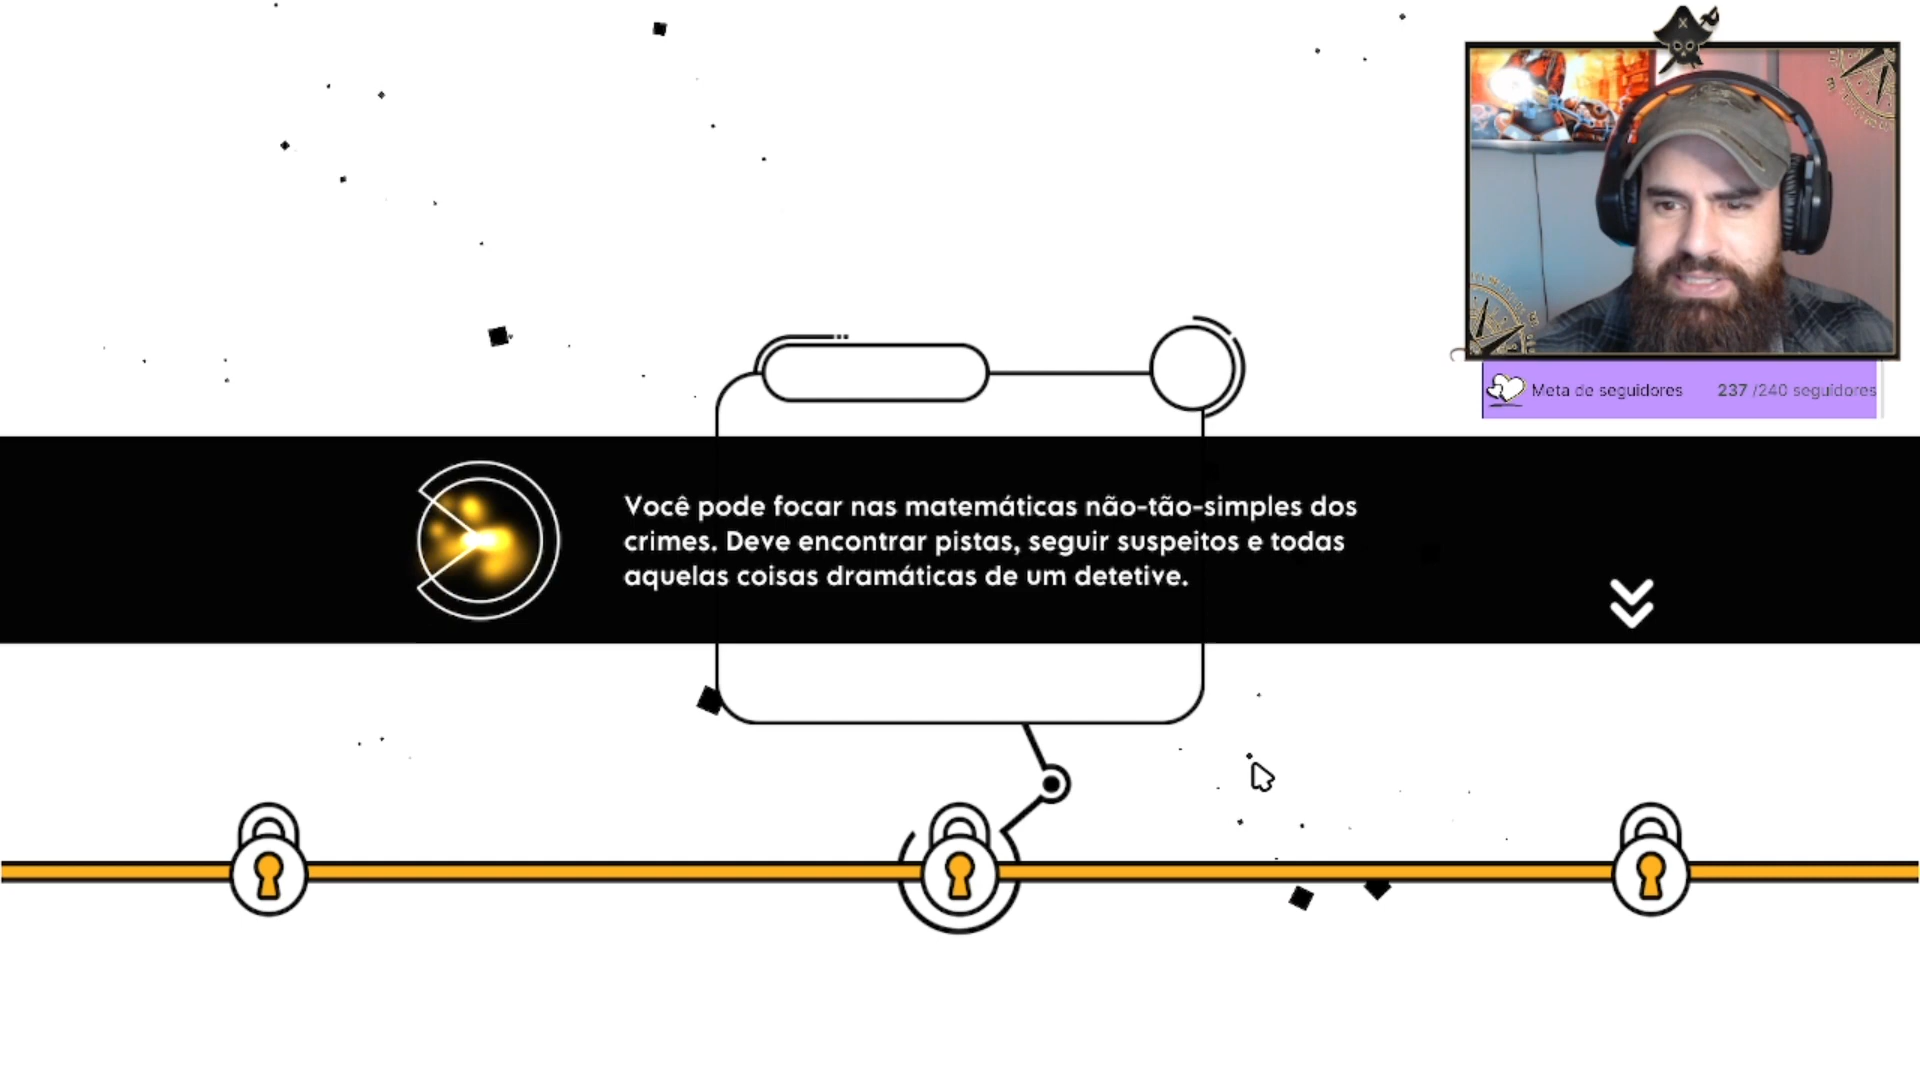 Meta de seguidores 237 /240 seguidores
Você pode focar nas matemáticas não-tão-simples dos
crimes. Deve encontrar pistas, seguir suspeitos e todas
aquelas coisas dramáticas de um detetive.